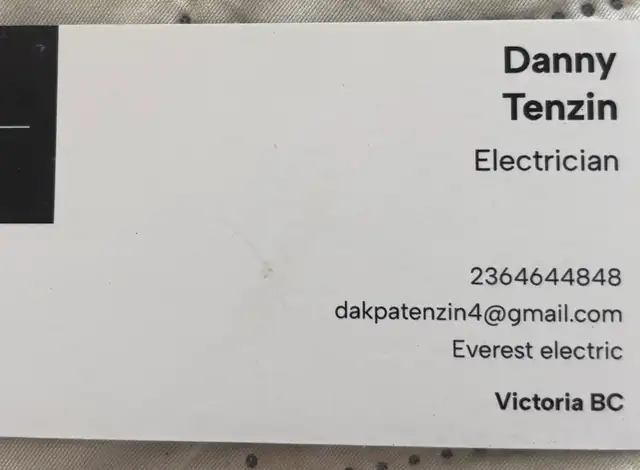 Danny
Tenzin
Electrician
2364644848
dakpatenzin4@gmail.com
Everest electric
Victoria BC